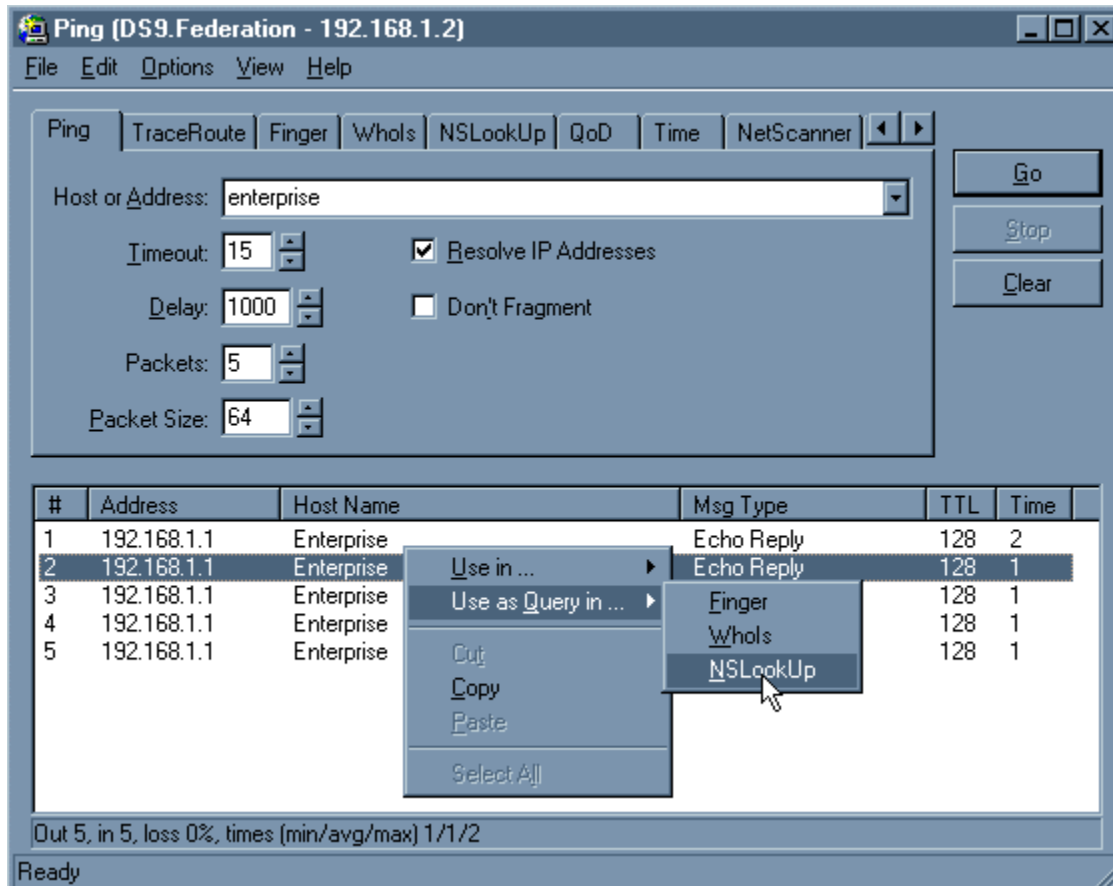 Ping (DS9.Federation - 192.168.1.2)
File Edit Options View Help
Ping TraceRoute Finger WhoIs NSLookUp QoD Time NetScanner
Host or Address: enterprise
Go
Timeout: 15 Resolve IP Addresses
Stop
Delay: 1000 Don't Fragment
Clear
Packets: 5
Packet Size: 64
# Address Host Name Msg Type TTL Time
1 192.168.1.1 Enterprise Echo Reply 128 2
2 192.168.1.1 Enterprise Echo Reply 128 1
3 192.168.1.1 Enterprise 128 1
4 192.168.1.1 Enterprise 128 1
5 192.168.1.1 Enterprise 128 1
Use in ...
Use as Query in ...
Cut
Copy
Paste
Select All
Finger
WhoIs
NSLookUp
Out 5, in 5, loss 0%, times (min/avg/max) 1/1/2
Ready